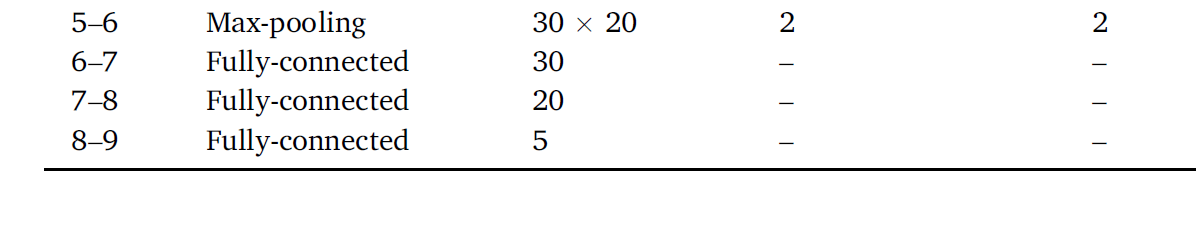 5–6 Max-pooling 30 × 20 2 2
6–7 Fully-connected 30 – –
7–8 Fully-connected 20 – –
8–9 Fully-connected 5 – –